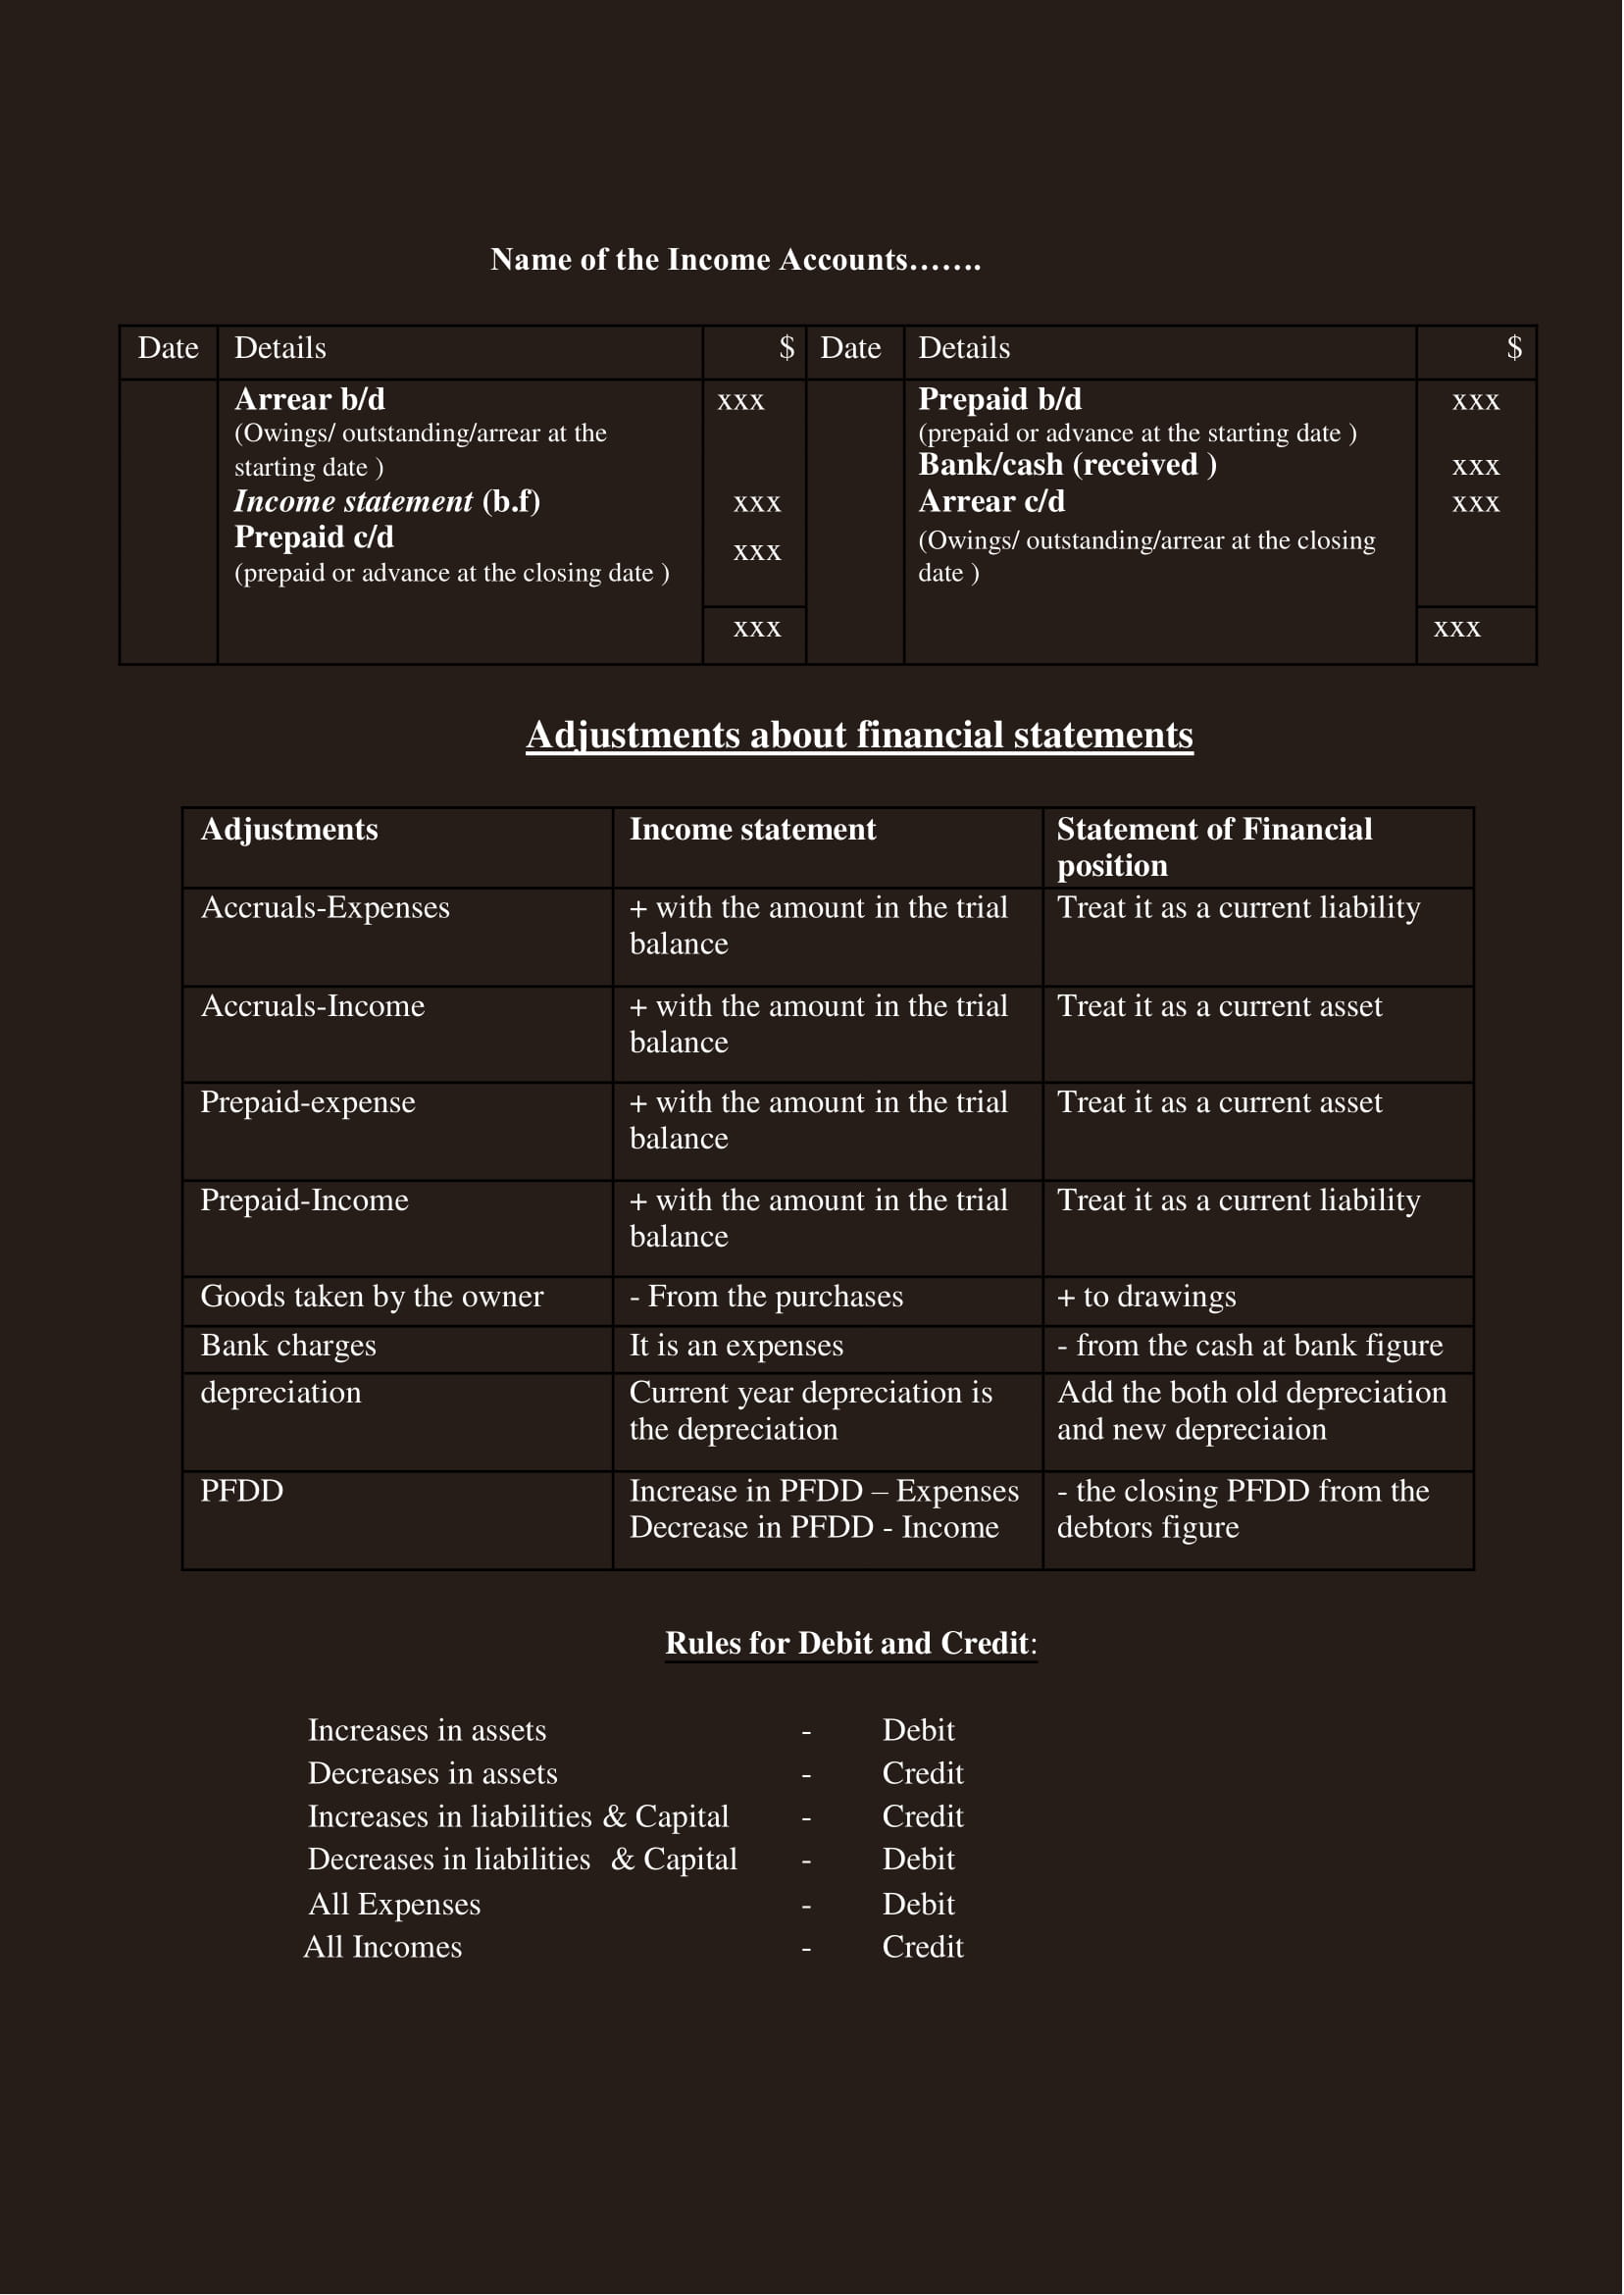 Name of the Income Accounts…….
Date Details $ Date Details $
Arrear b/d xxx Prepaid b/d xxx
(Owings/ outstanding/arrear at the (prepaid or advance at the starting date )
starting date ) Bank/cash (received ) xxx
Income statement (b.f) xxx Arrear c/d xxx
Prepaid c/d xxx (Owings/ outstanding/arrear at the closing
(prepaid or advance at the closing date ) date )
xxx xxx
Adjustments about financial statements
Adjustments Income statement Statement of Financial
position
Accruals-Expenses + with the amount in the trial Treat it as a current liability
balance
Accruals-Income + with the amount in the trial Treat it as a current asset
balance
Prepaid-expense + with the amount in the trial Treat it as a current asset
balance
Prepaid-Income + with the amount in the trial Treat it as a current liability
balance
Goods taken by the owner - From the purchases + to drawings
Bank charges It is an expenses - from the cash at bank figure
depreciation Current year depreciation is Add the both old depreciation
the depreciation and new depreciaion
PFDD Increase in PFDD – Expenses - the closing PFDD from the
Decrease in PFDD - Income debtors figure
Rules for Debit and Credit:
Increases in assets - Debit
Decreases in assets - Credit
Increases in liabilities & Capital - Credit
Decreases in liabilities & Capital - Debit
All Expenses - Debit
All Incomes - Credit